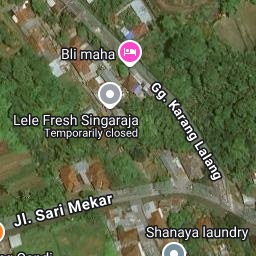 Bli maha
Gg. Karang Lalang
Lele Fresh Singaraja
Temporarily closed
Jl. Sari Mekar
Shanaya laundry